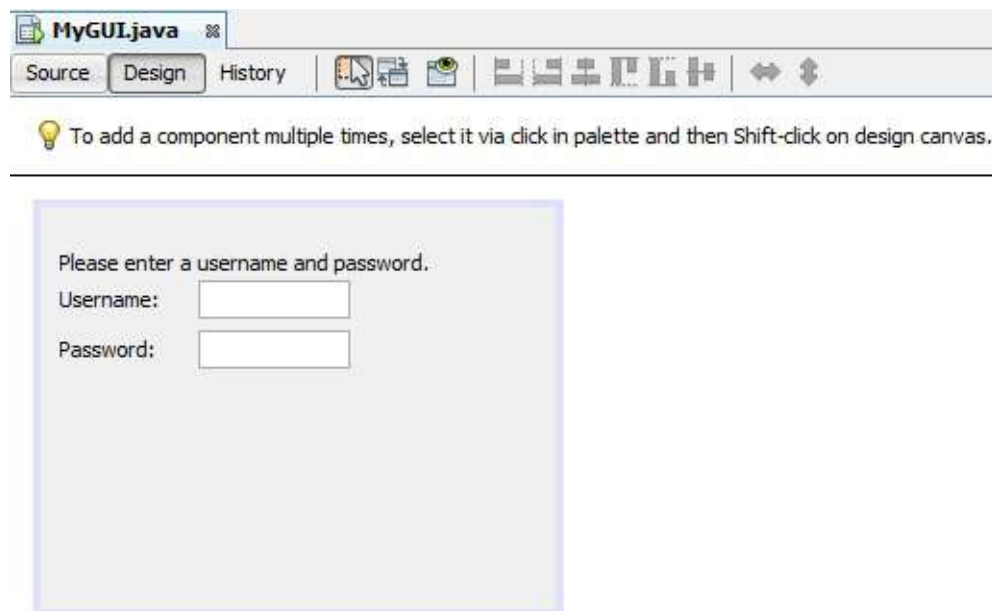 MyGUI.java
Source Design History
To add a component multiple times, select it via click in palette and then Shift-click on design canvas.
Please enter a username and password.
Username:
Password: